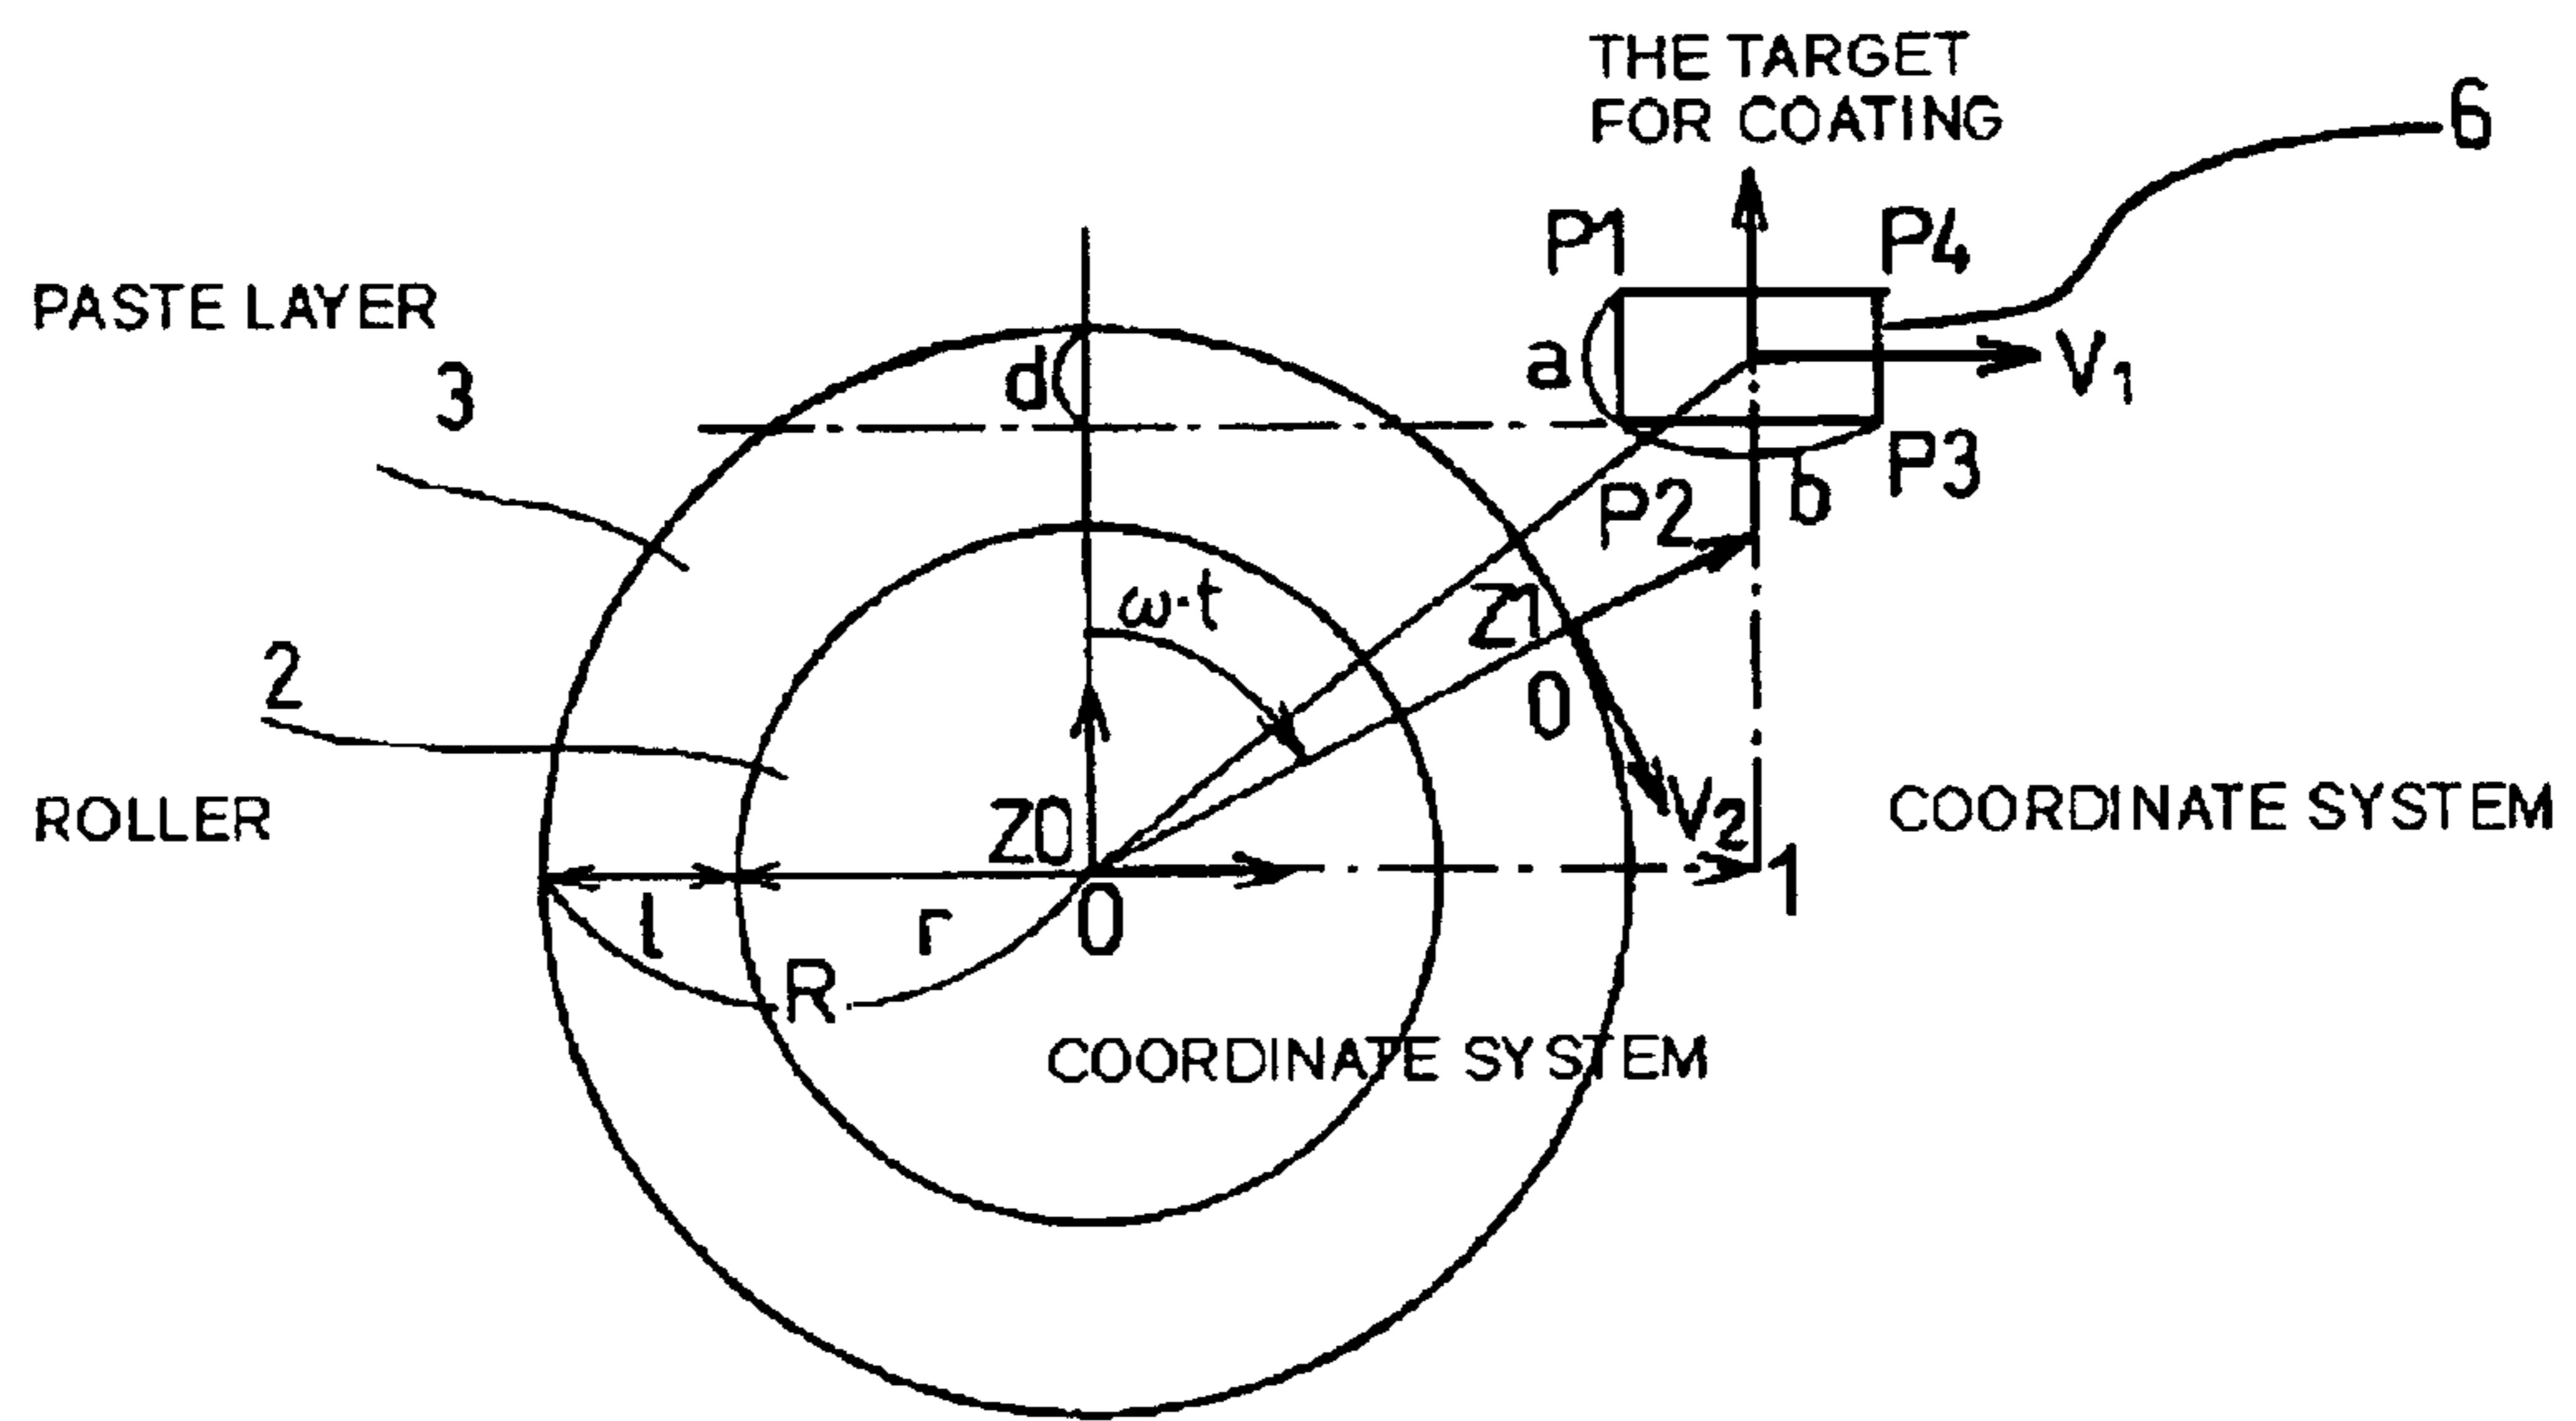 THE TARGET
FOR COATING
6
P1
P4
PASTE LAYER
d
a
V1
3
P3
P2
b
ω·t
Z1
2
0
Z0
V2
ROLLER
COORDINATE SYSTEM
1
l
r
0
R
COORDINATE SYSTEM